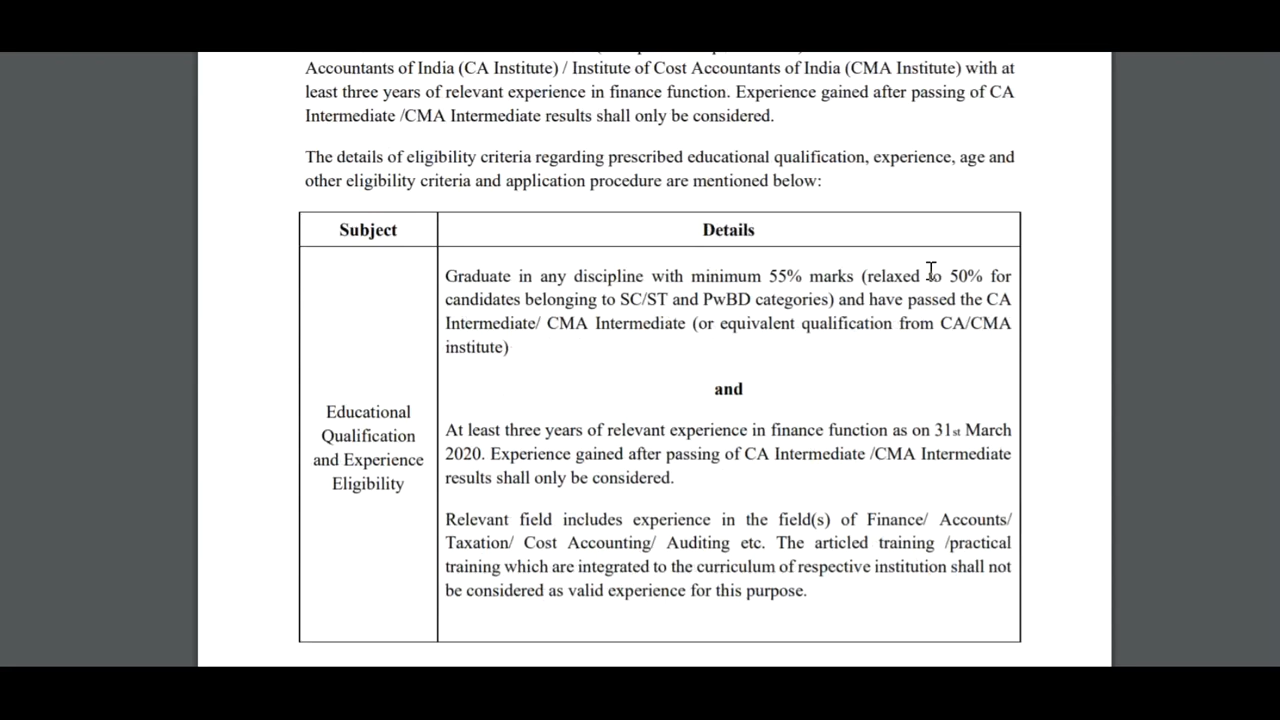 Accountants of India (CA Institute) / Institute of Cost Accountants of India (CMA Institute) with at
least three years of relevant experience in finance function. Experience gained after passing of CA
Intermediate /CMA Intermediate results shall only be considered.
The details of eligibility criteria regarding prescribed educational qualification, experience, age and
other eligibility criteria and application procedure are mentioned below:
Subject
Details
Educational
Qualification
and Experience
Eligibility
Graduate in any discipline with minimum 55% marks (relaxed to 50% for
candidates belonging to SC/ST and PwBD categories) and have passed the CA
Intermediate/ CMA Intermediate (or equivalent qualification from CA/CMA
institute)
and
At least three years of relevant experience in finance function as on 31st March
2020. Experience gained after passing of CA Intermediate /CMA Intermediate
results shall only be considered.
Relevant field includes experience in the field(s) of Finance/ Accounts/
Taxation/ Cost Accounting/ Auditing etc. The articled training /practical
training which are integrated to the curriculum of respective institution shall not
be considered as valid experience for this purpose.